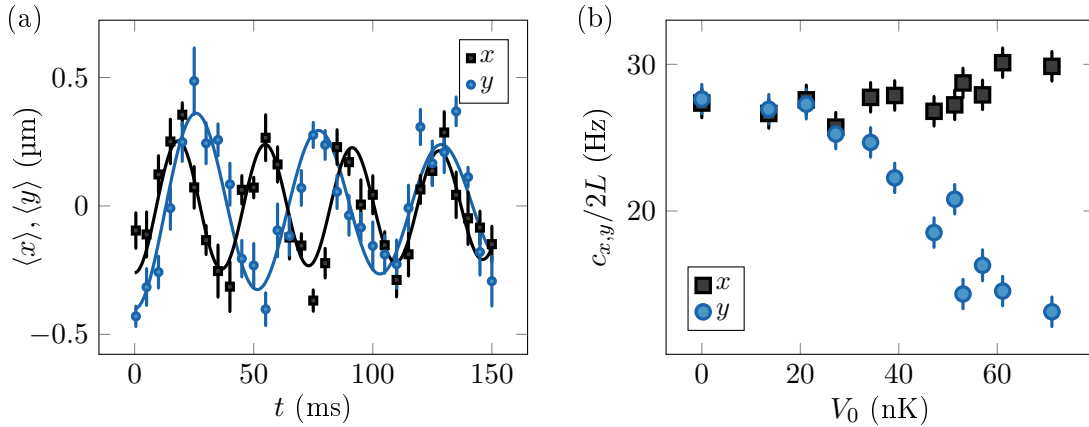 (a)
0.5
0
−0.5
⟨x⟩, ⟨y⟩ (µm)
x
y
0
50
100
150
t (ms)
(b)
30
20
c_{x,y}/2L (Hz)
x
y
0
20
40
60
V_0 (nK)